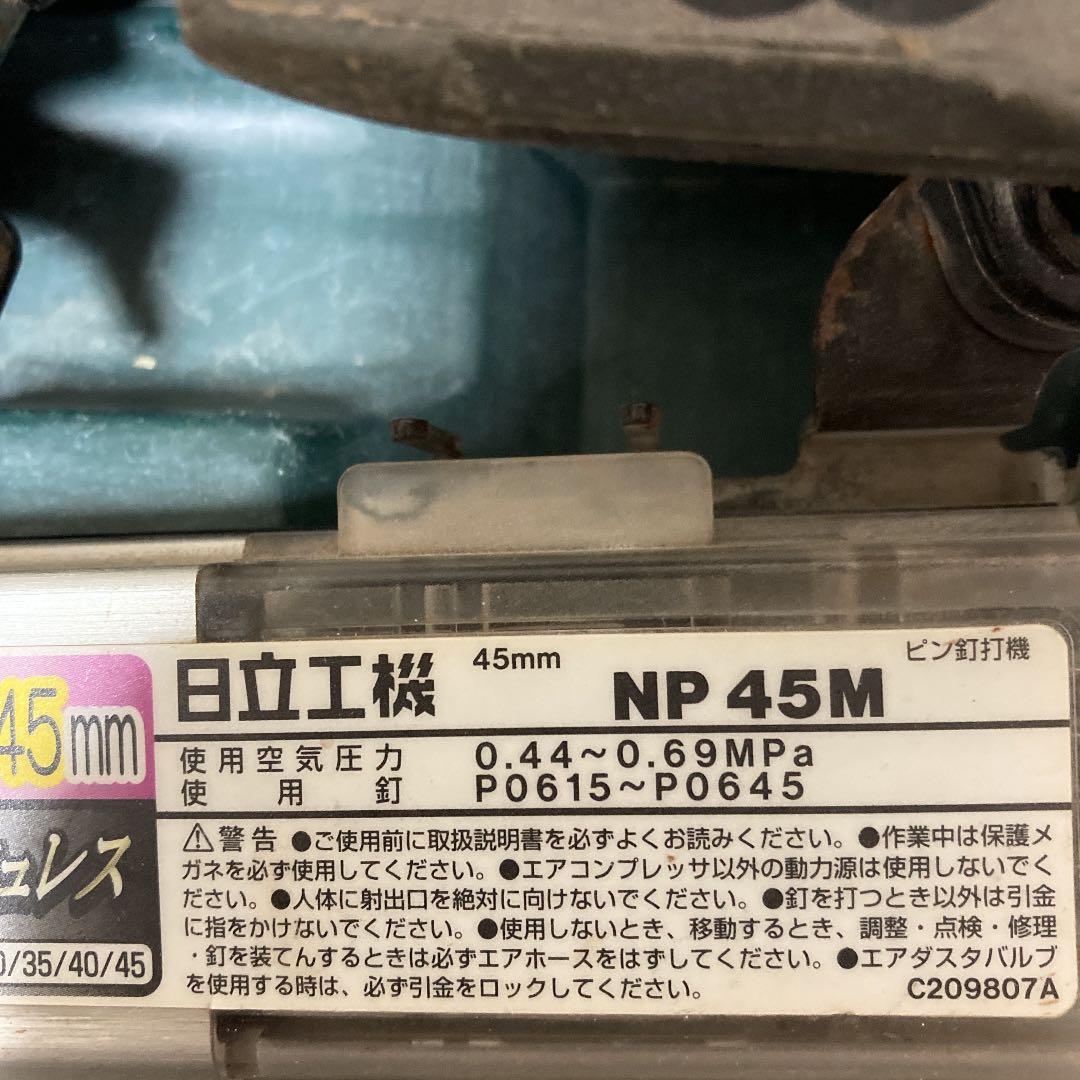 45mm
ュレス
0/35/40/45
日立工機 45mm NP 45M ピン釘打機
使用空気圧力 0.44～0.69MPa
使用釘 P0615～P0645
⚠警告 ●ご使用前に取扱説明書を必ずよくお読みください。●作業中は保護メ
ガネを必ず使用してください。●エアコンプレッサ以外の動力源は使用しないでく
ださい。●人体に射出口を絶対に向けないでください。●釘を打つとき以外は引金
に指をかけないでください。●使用しないとき、移動するとき、調整・点検・修理
・釘を装てんするときは必ずエアホースをはずしてください。●エアダスタバルブ
を使用する時は、必ず引金をロックしてください。 C209807A